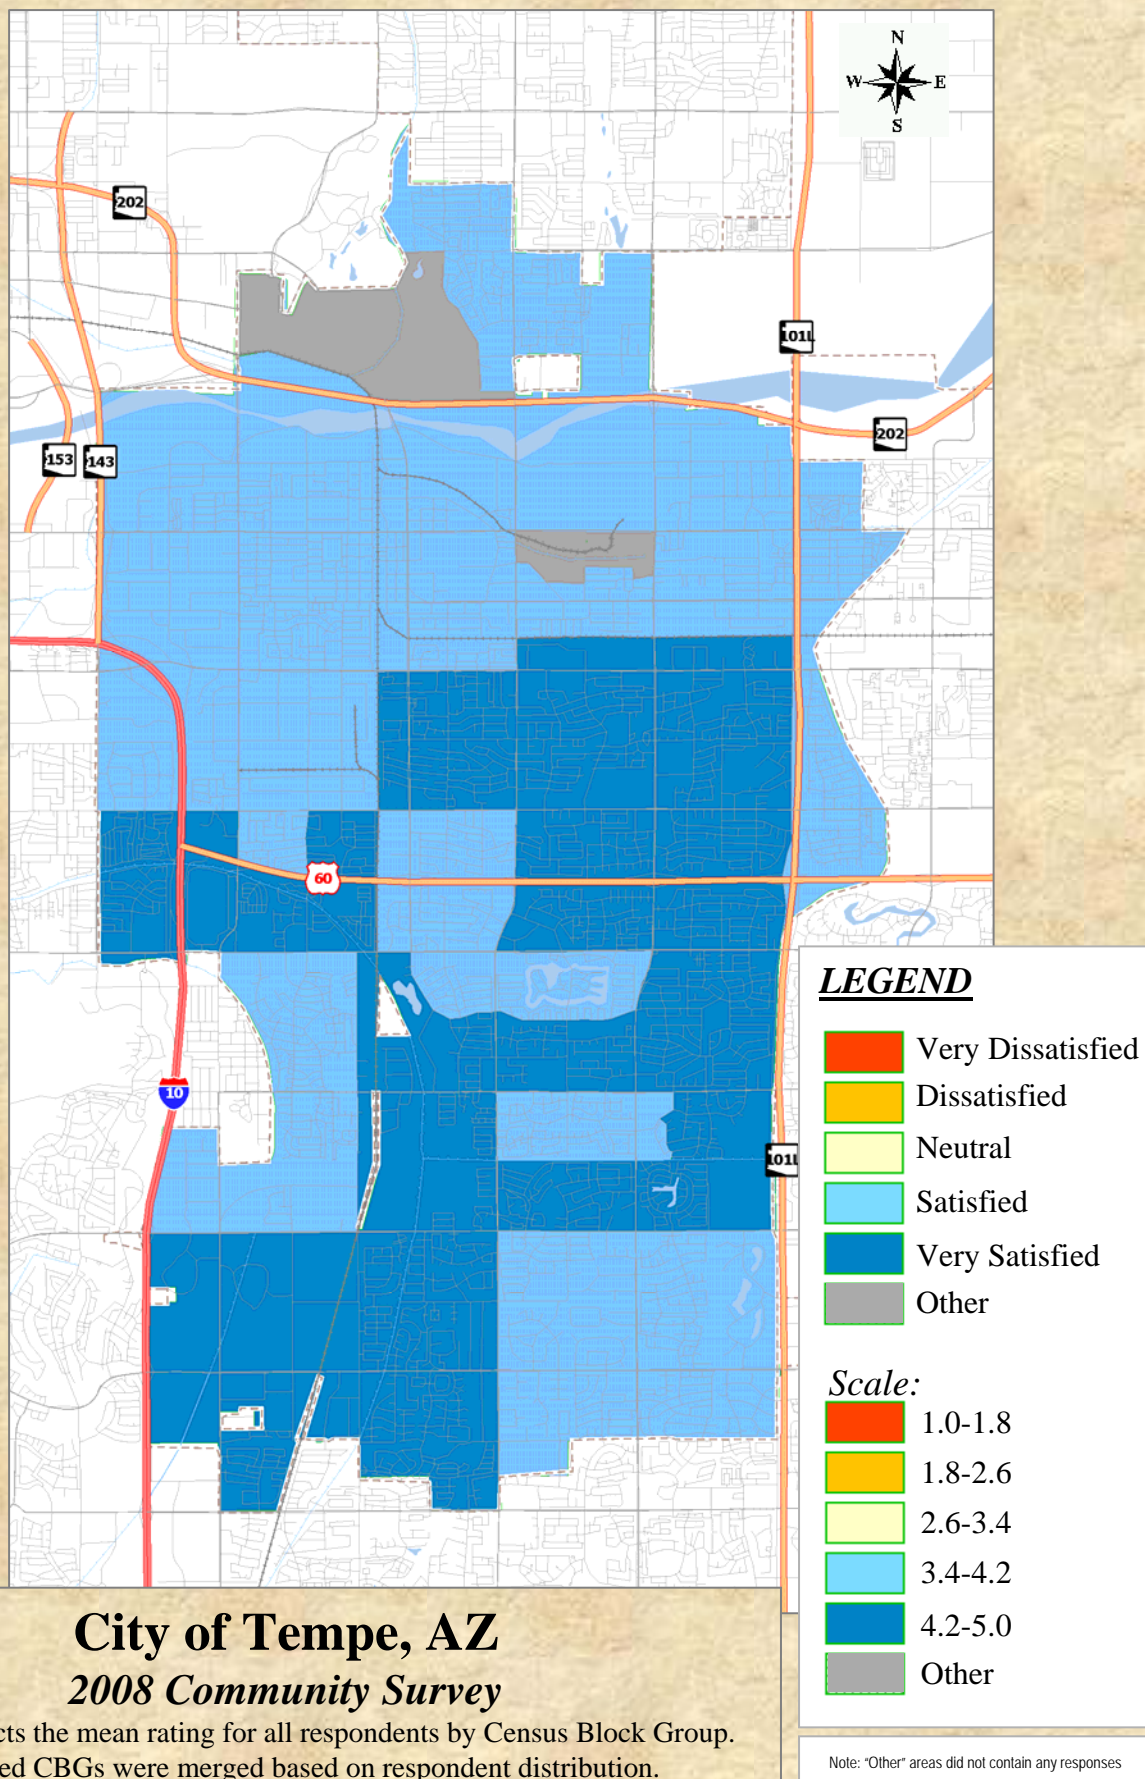 N
W E
S
202
101L
202
153
143
60
10
101L
LEGEND
Very Dissatisfied
Dissatisfied
Neutral
Satisfied
Very Satisfied
Other
Scale:
1.0-1.8
1.8-2.6
2.6-3.4
3.4-4.2
4.2-5.0
Other
City of Tempe, AZ
2008 Community Survey
the mean rating for all respondents by Census Block Group.
CBGs were merged based on respondent distribution.
Note: “Other” areas did not contain any responses